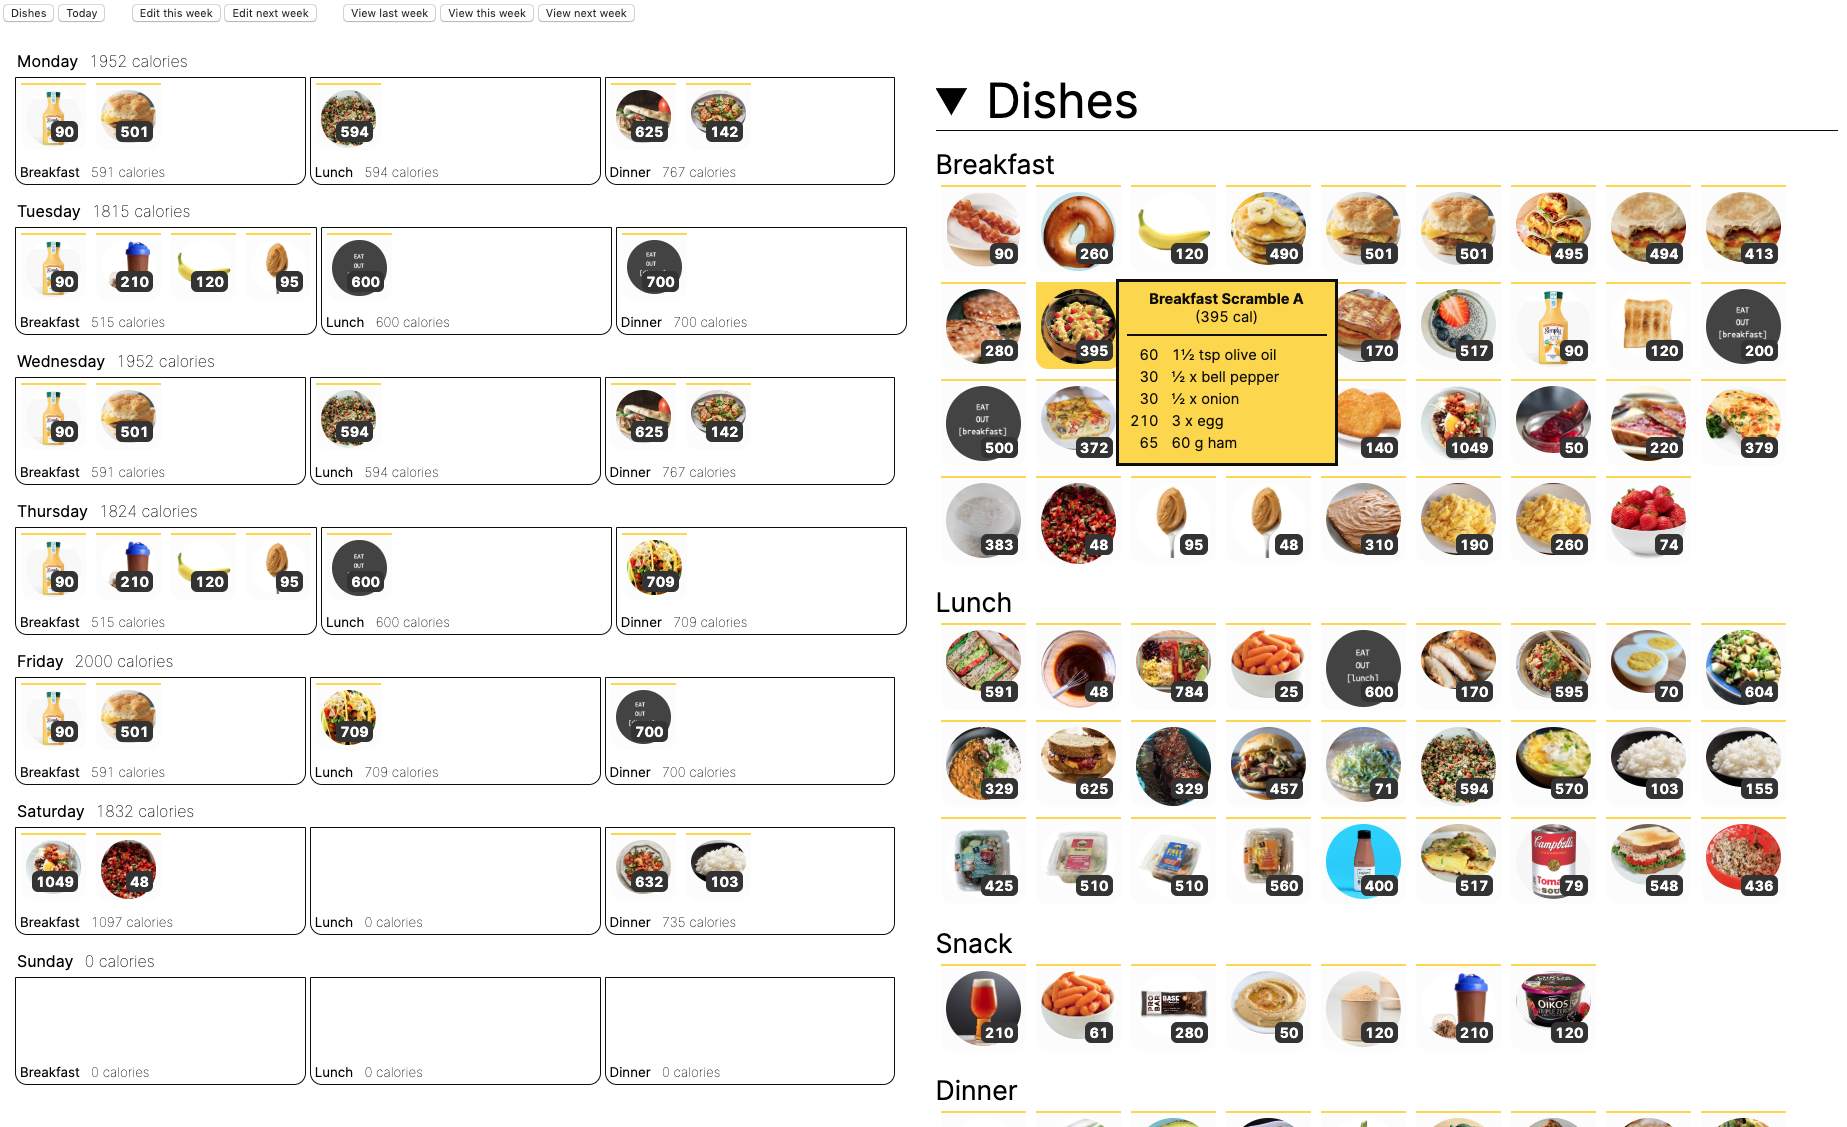 Dishes Today Edit this week Edit next week View last week View this week View next week
Monday 1952 calories
90 501 594 625 142
Breakfast 591 calories Lunch 594 calories Dinner 767 calories
Tuesday 1815 calories
90 210 120 95 EAT OUT 600 EAT OUT 700
Breakfast 515 calories Lunch 600 calories Dinner 700 calories
Wednesday 1952 calories
90 501 594 625 142
Breakfast 591 calories Lunch 594 calories Dinner 767 calories
Thursday 1824 calories
90 210 120 95 EAT OUT 600 709
Breakfast 515 calories Lunch 600 calories Dinner 709 calories
Friday 2000 calories
90 501 709 EAT OUT 700
Breakfast 591 calories Lunch 709 calories Dinner 700 calories
Saturday 1832 calories
1049 48 632 103
Breakfast 1097 calories Lunch 0 calories Dinner 735 calories
Sunday 0 calories
Breakfast 0 calories Lunch 0 calories Dinner 0 calories
▼ Dishes
Breakfast
90 260 120 490 501 501 495 494 413
280 395 170 517 Simply 90 120 EAT OUT [breakfast] 200
Breakfast Scramble A
(395 cal)
60 1½ tsp olive oil
30 ½ x bell pepper
30 ½ x onion
210 3 x egg
65 60 g ham
EAT OUT [breakfast] 500 372 140 1049 50 220 379
383 48 95 48 310 190 260 74
Lunch
591 48 784 25 EAT OUT [lunch] 600 170 595 70 604
329 625 329 457 71 594 570 103 155
425 510 510 560 400 517 Campbell's 79 548 436
Snack
210 61 PROBAR BASE 280 50 120 210 OIKOS TRIPLE ZERO 120
Dinner